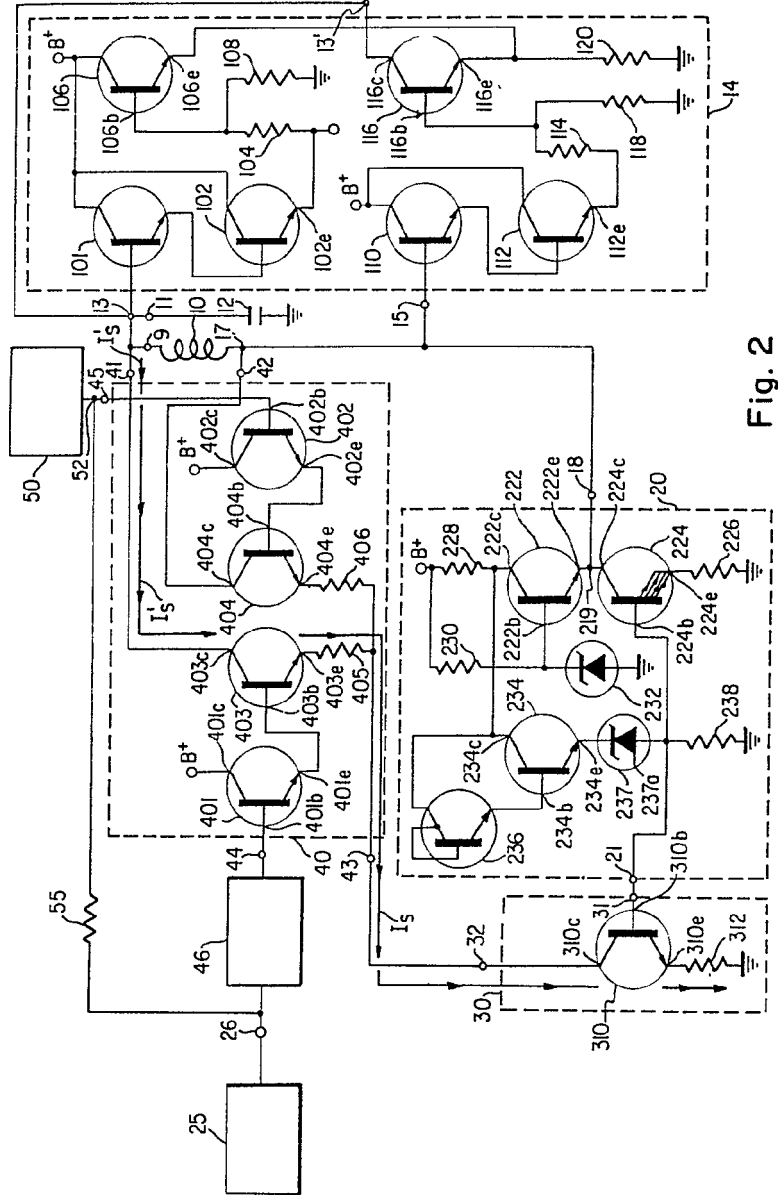 50
52
45
55
25
26
46
44
40
401
401b
401c
401e
B+
403
403b
403c
403e
405
404
404c
404b
404e
406
402
402c
402b
402e
B+
41
42
43
I's
I's
Is
9
10
11
12
13
13'
15
17
18
101
102
102e
104
106
106b
106e
108
B+
110
112
112e
114
116
116b
116c
116e
118
120
B+
14
20
B+
228
230
222
222c
222b
222e
219
224
224c
224b
224e
226
232
234
234c
234b
234e
236
237
237a
238
21
30
31
32
310
310c
310b
310e
312
Fig. 2